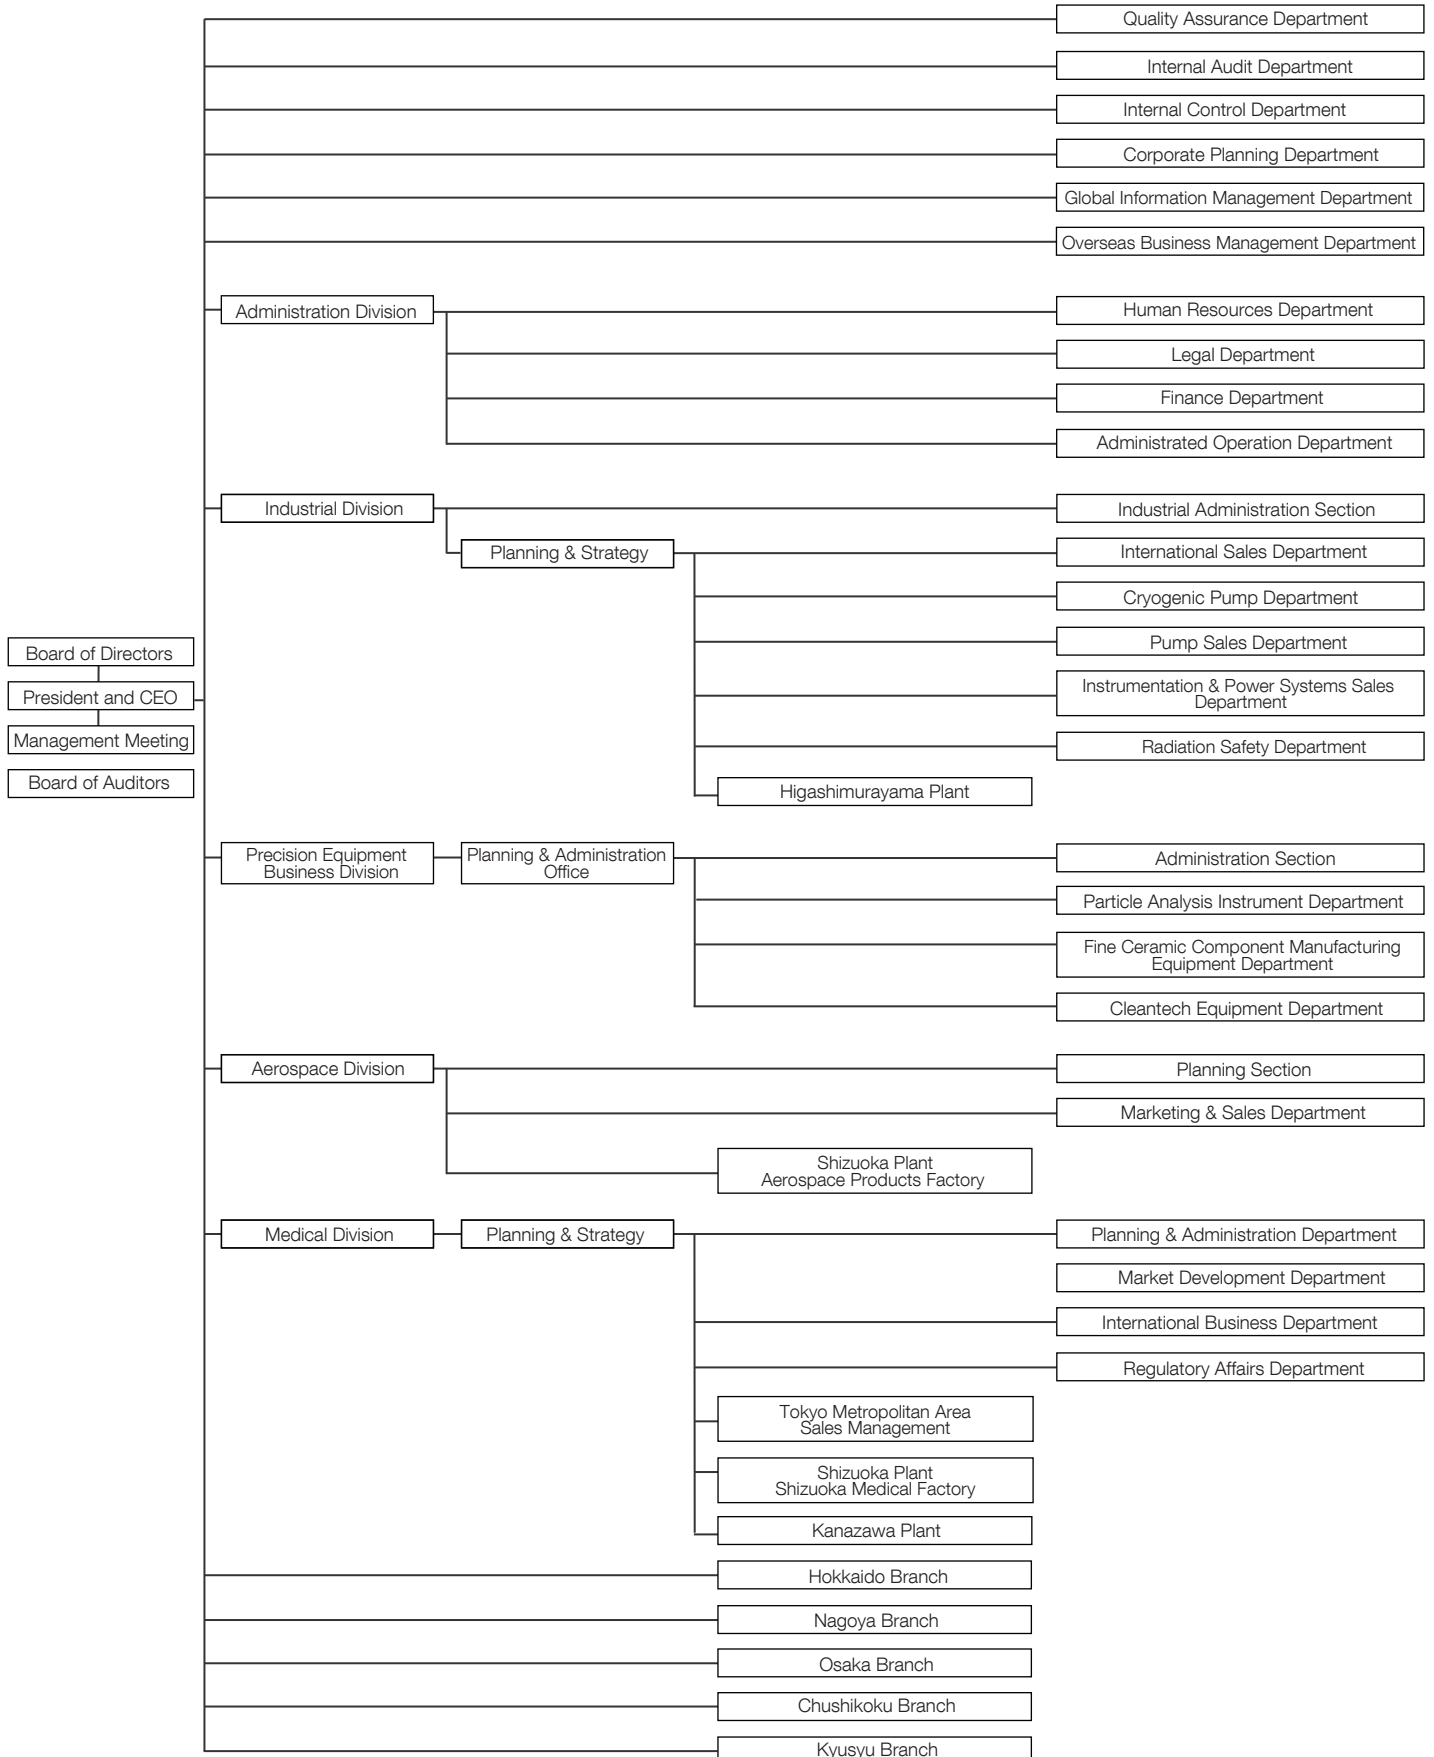 Quality Assurance Department
Internal Audit Department
Internal Control Department
Corporate Planning Department
Global Information Management Department
Overseas Business Management Department
Administration Division
Human Resources Department
Legal Department
Finance Department
Administrated Operation Department
Industrial Division
Industrial Administration Section
Planning & Strategy
International Sales Department
Cryogenic Pump Department
Pump Sales Department
Instrumentation & Power Systems Sales
Department
Radiation Safety Department
Higashimurayama Plant
Board of Directors
President and CEO
Management Meeting
Board of Auditors
Precision Equipment
Business Division
Planning & Administration
Office
Administration Section
Particle Analysis Instrument Department
Fine Ceramic Component Manufacturing
Equipment Department
Cleantech Equipment Department
Aerospace Division
Planning Section
Marketing & Sales Department
Shizuoka Plant
Aerospace Products Factory
Medical Division
Planning & Strategy
Planning & Administration Department
Market Development Department
International Business Department
Regulatory Affairs Department
Tokyo Metropolitan Area
Sales Management
Shizuoka Plant
Shizuoka Medical Factory
Kanazawa Plant
Hokkaido Branch
Nagoya Branch
Osaka Branch
Chushikoku Branch
Kyusyu Branch